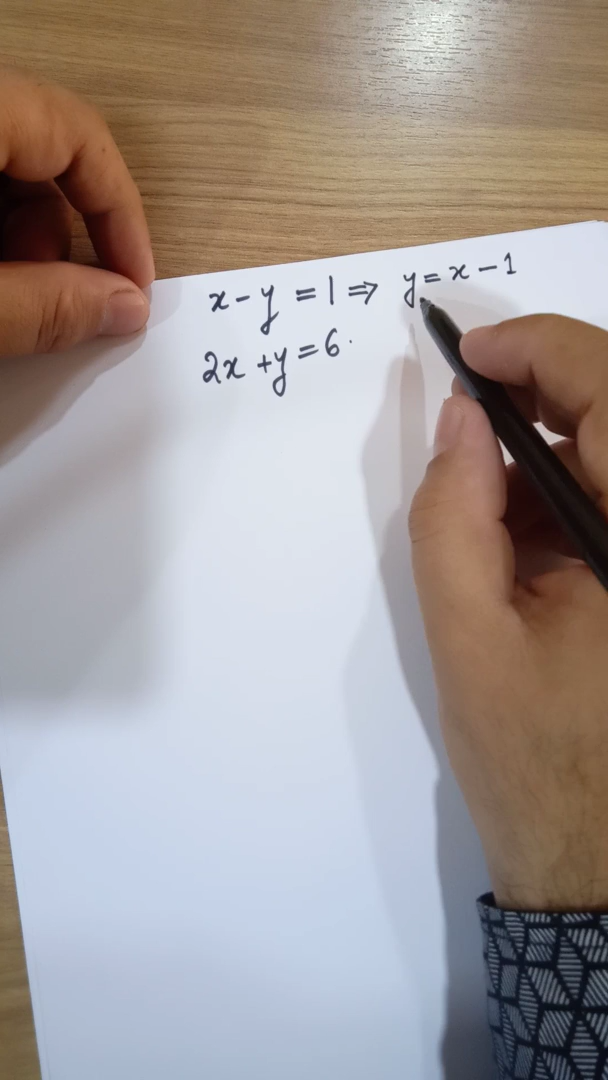 x - y = 1 ⇒ y = x - 1
2x + y = 6.